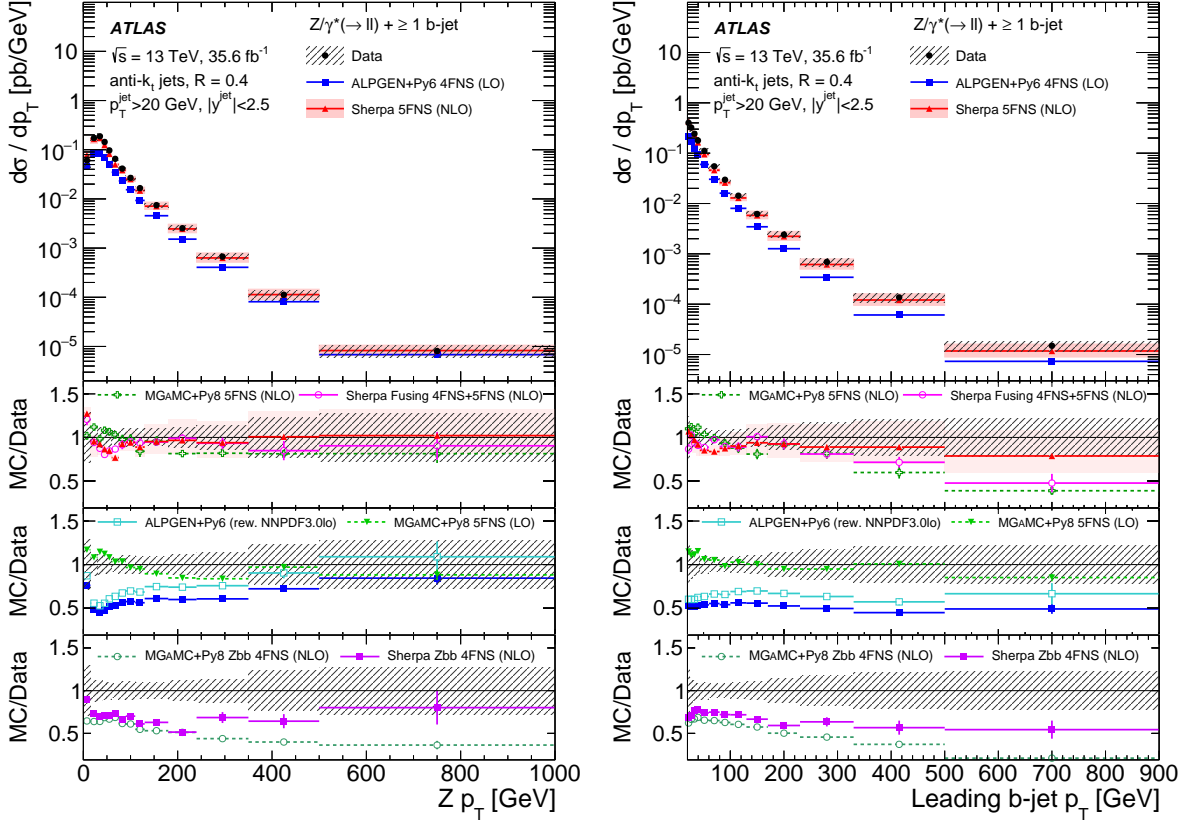 ATLAS
Z/γ*(→ ll) + ≥ 1 b-jet
√s = 13 TeV, 35.6 fb⁻¹
Data
anti-kₜ jets, R = 0.4
ALPGEN+Py6 4FNS (LO)
p_T^jet>20 GeV, |y^jet|<2.5
Sherpa 5FNS (NLO)
dσ / dp_T [pb/GeV]
10
1
10⁻¹
10⁻²
10⁻³
10⁻⁴
10⁻⁵
MGAMC+Py8 5FNS (NLO)
Sherpa Fusing 4FNS+5FNS (NLO)
MC/Data
1.5
1
0.5
ALPGEN+Py6 (rew. NNPDF3.0lo)
MGAMC+Py8 5FNS (LO)
MC/Data
1.5
1
0.5
MGAMC+Py8 Zbb 4FNS (NLO)
Sherpa Zbb 4FNS (NLO)
MC/Data
1.5
1
0.5
0 200 400 600 800 1000
Z p_T [GeV]
ATLAS
Z/γ*(→ ll) + ≥ 1 b-jet
√s = 13 TeV, 35.6 fb⁻¹
Data
anti-kₜ jets, R = 0.4
ALPGEN+Py6 4FNS (LO)
p_T^jet>20 GeV, |y^jet|<2.5
Sherpa 5FNS (NLO)
dσ / dp_T [pb/GeV]
10
1
10⁻¹
10⁻²
10⁻³
10⁻⁴
10⁻⁵
MGAMC+Py8 5FNS (NLO)
Sherpa Fusing 4FNS+5FNS (NLO)
MC/Data
1.5
1
0.5
ALPGEN+Py6 (rew. NNPDF3.0lo)
MGAMC+Py8 5FNS (LO)
MC/Data
1.5
1
0.5
MGAMC+Py8 Zbb 4FNS (NLO)
Sherpa Zbb 4FNS (NLO)
MC/Data
1.5
1
0.5
100 200 300 400 500 600 700 800 900
Leading b-jet p_T [GeV]